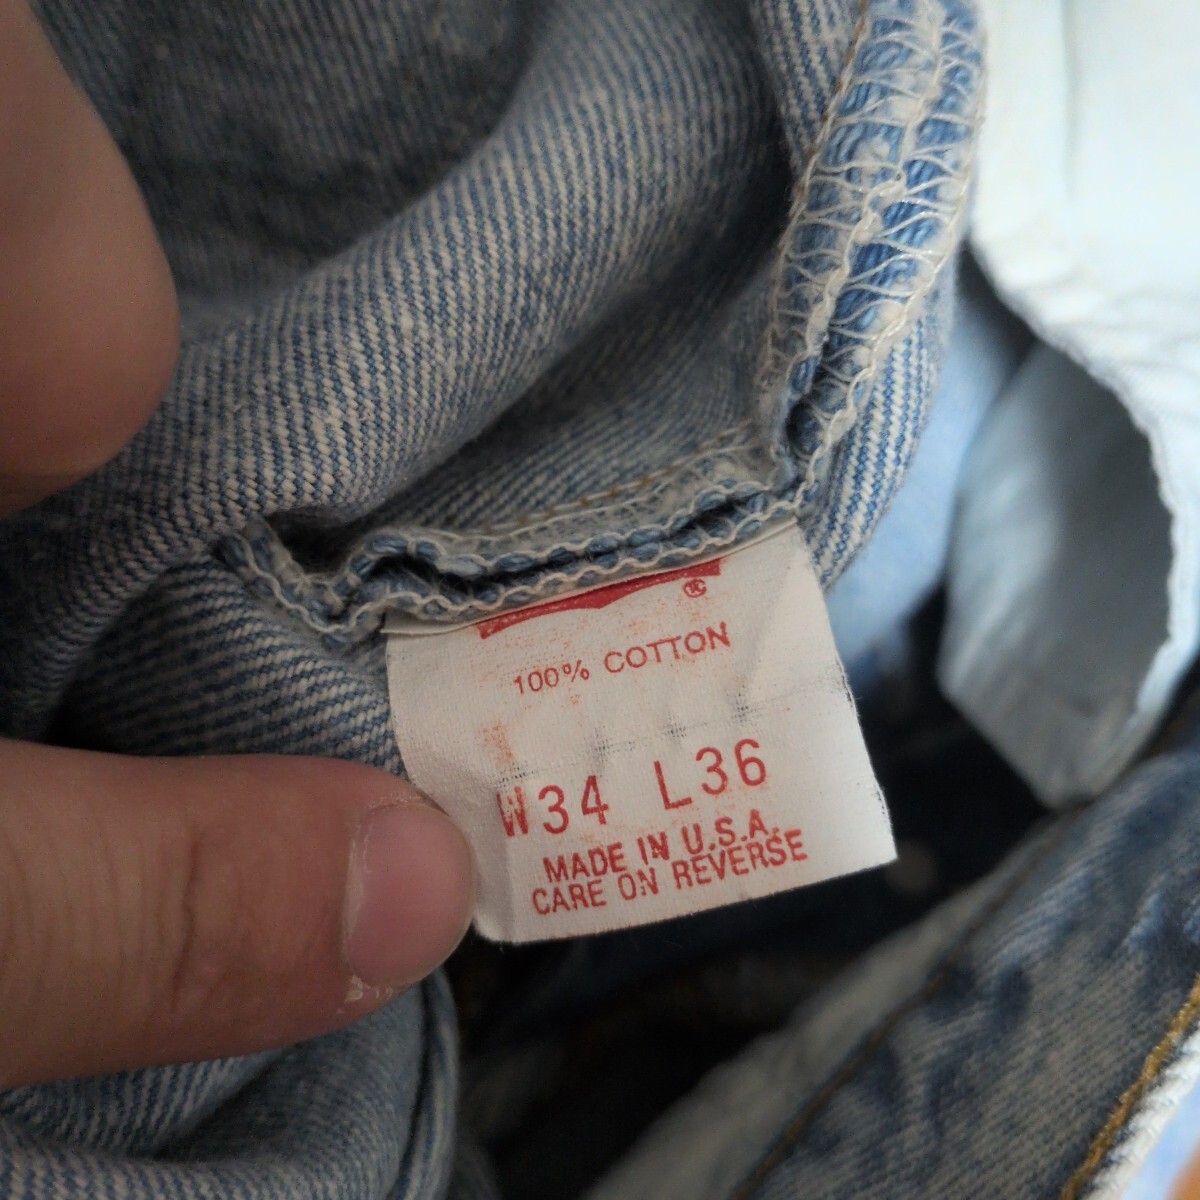 100% COTTON
W34 L36
MADE IN U.S.A.
CARE ON REVERSE